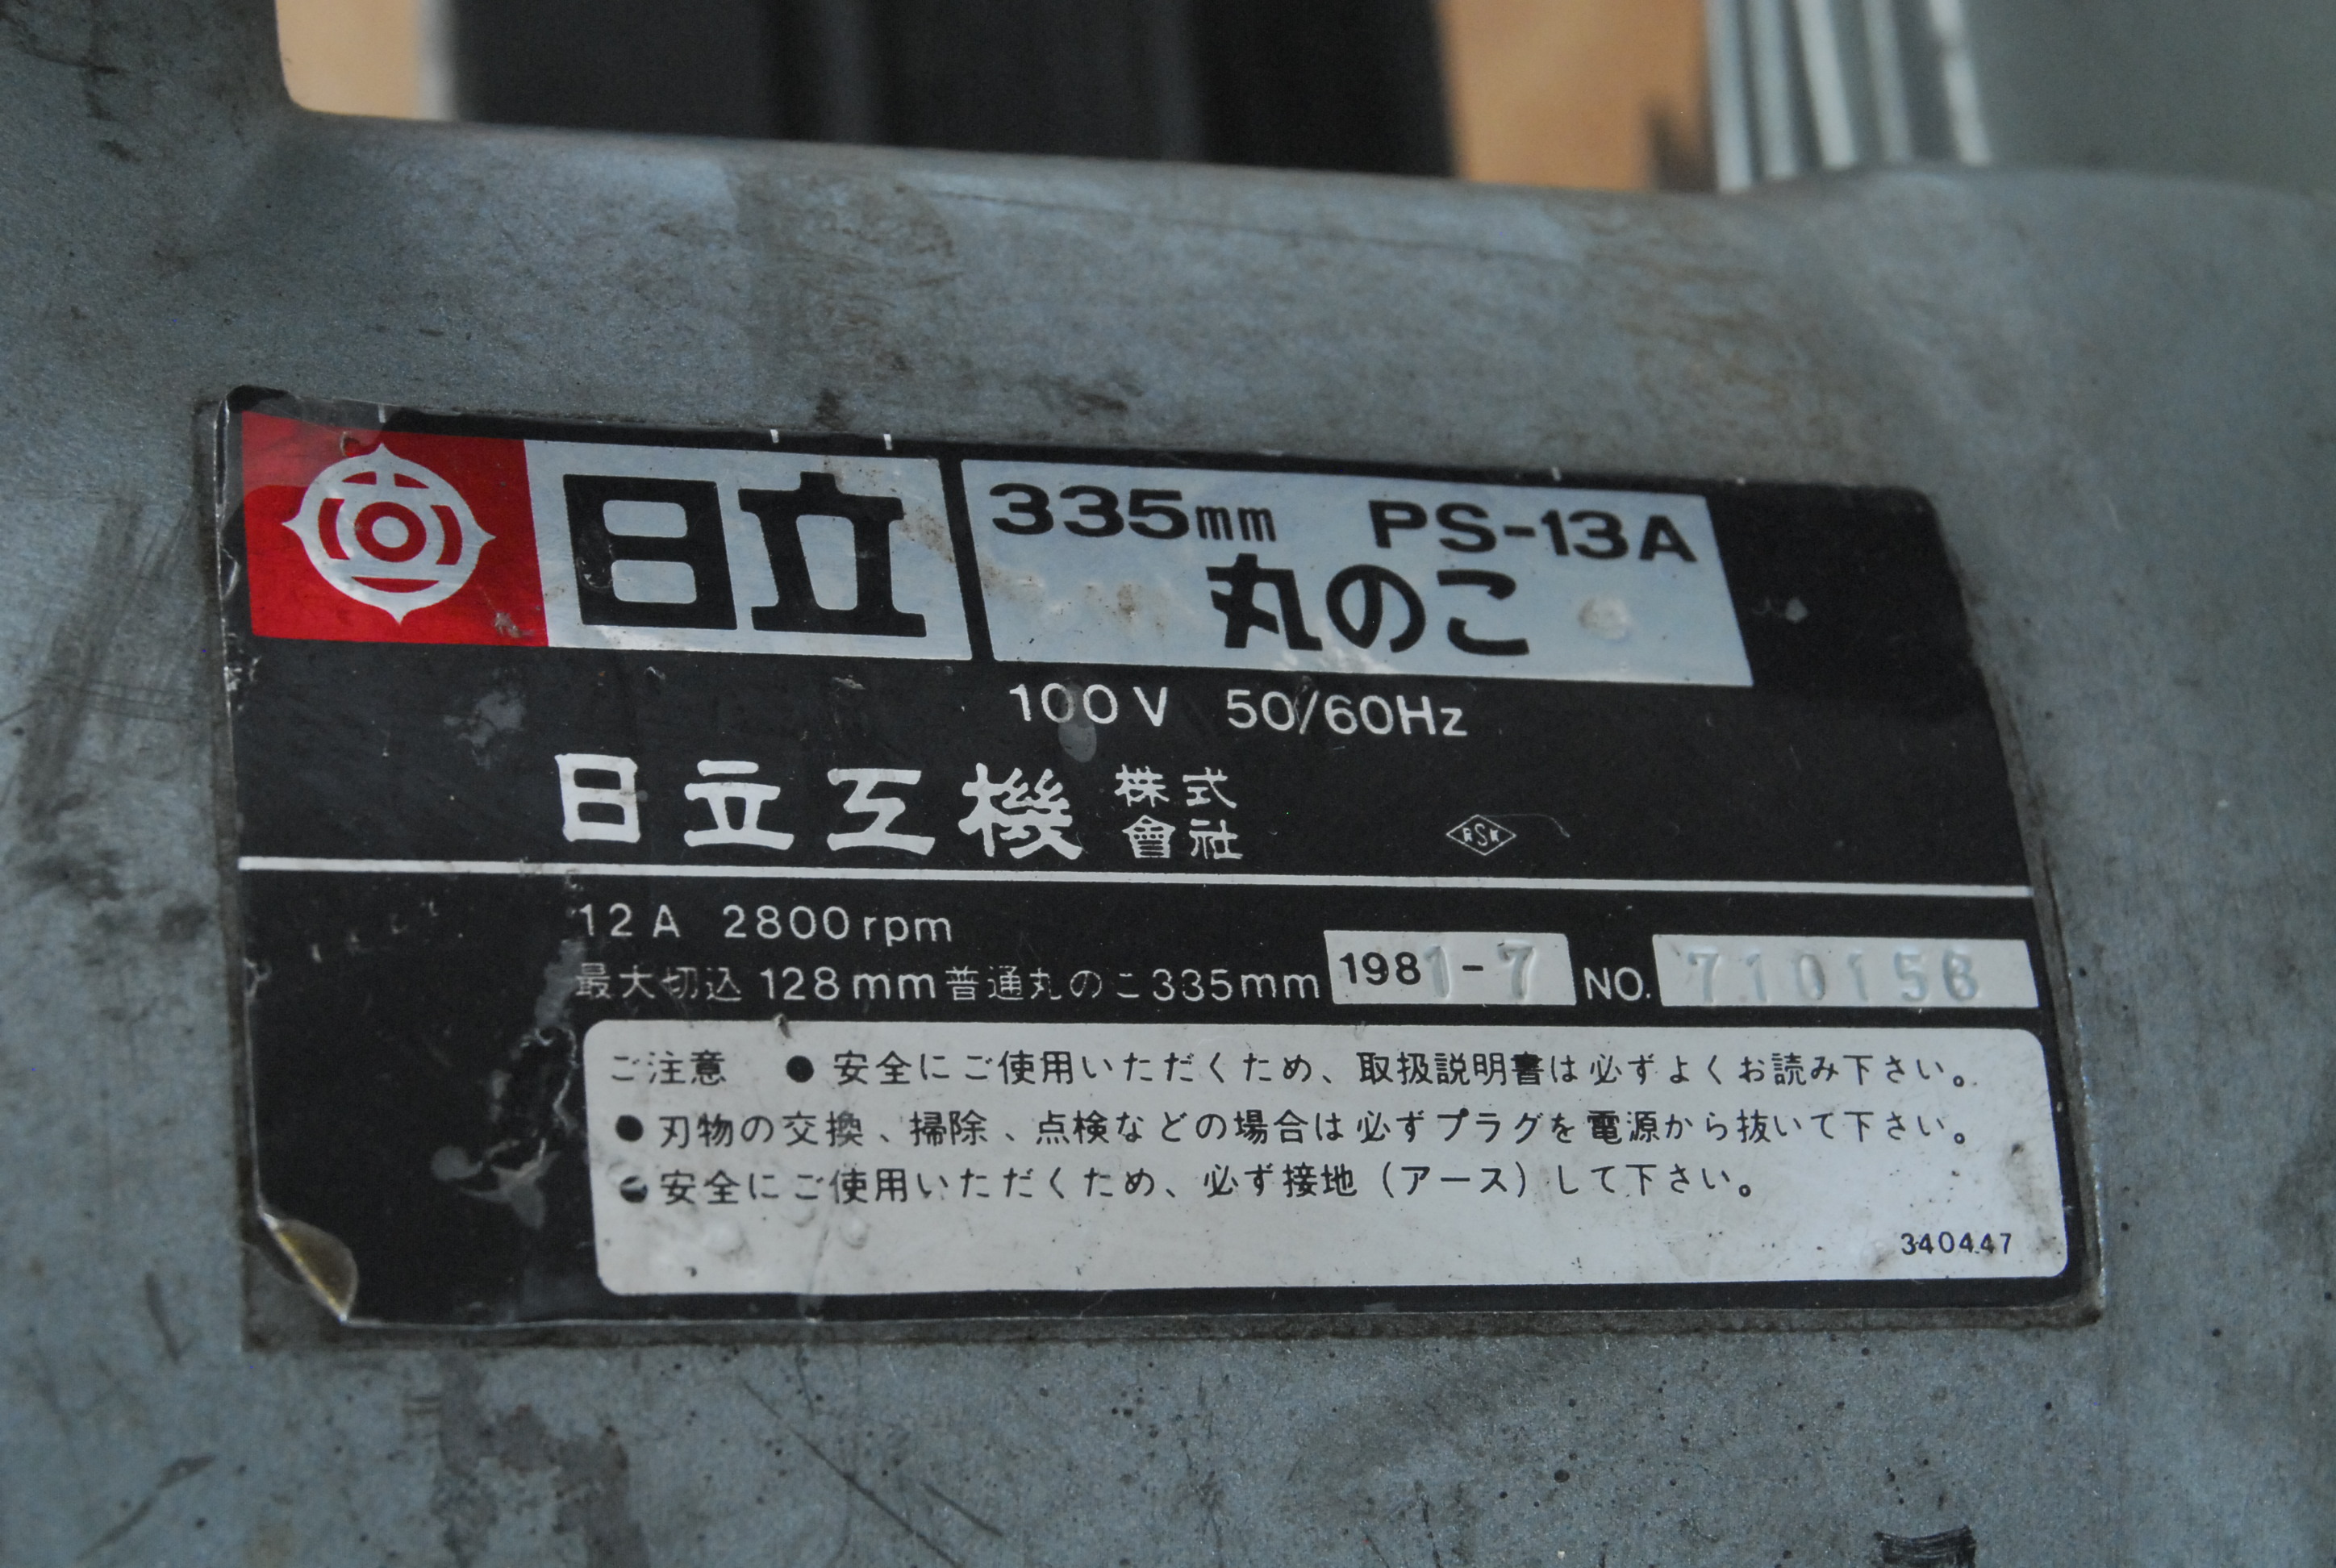 日立 335mm PS-13A
丸のこ
100V 50/60Hz
日立工機 株式會社
12A 2800rpm
最大切込 128mm 普通丸のこ335mm 1981-7 NO. 710156
ご注意 ●安全にご使用いただくため、取扱説明書は必ずよくお読み下さい。
●刃物の交換、掃除、点検などの場合は必ずプラグを電源から抜いて下さい。
●安全にご使用いただくため、必ず接地（アース）して下さい。
340447